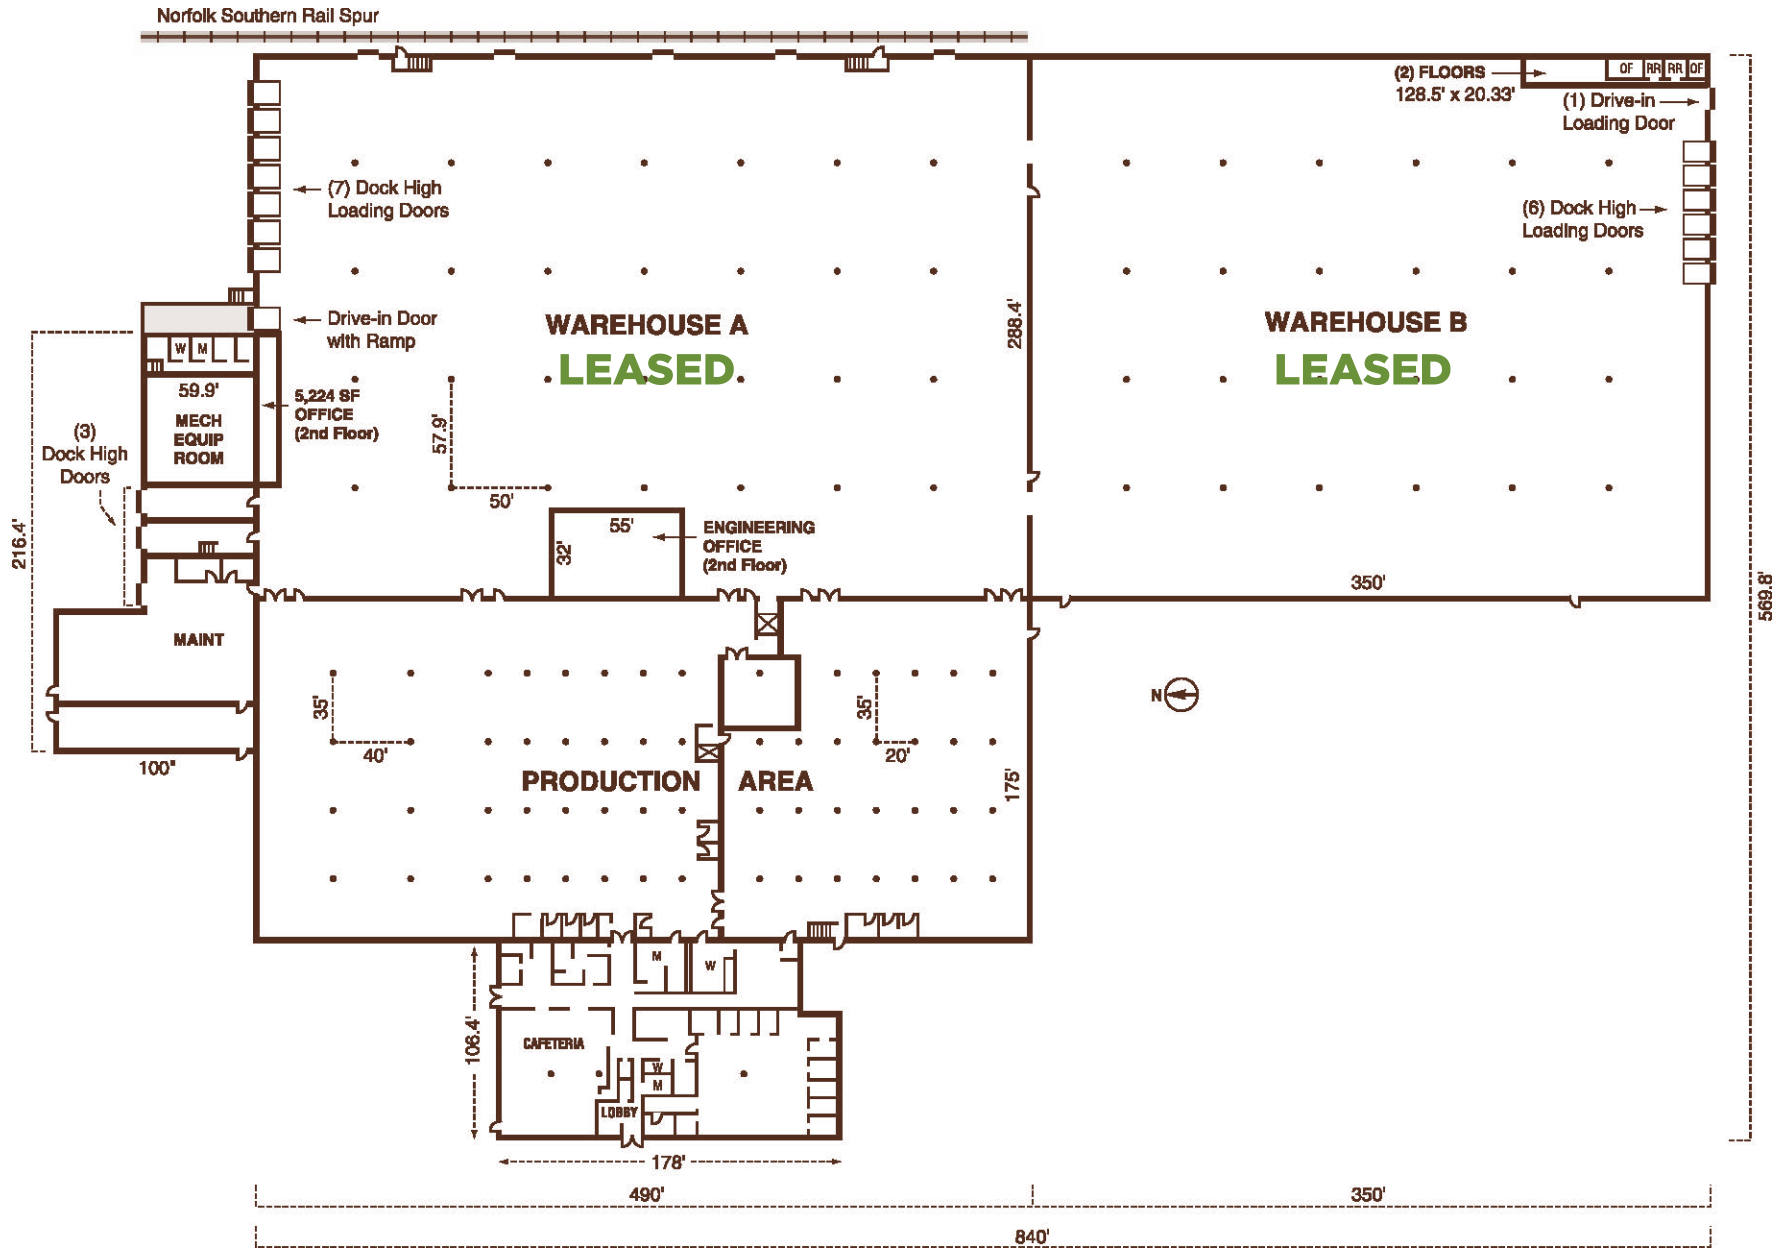 Norfolk Southern Rail Spur
(2) FLOORS
128.5' x 20.33'
OF
RR
RR
OF
(1) Drive-in
Loading Door
(7) Dock High
Loading Doors
(6) Dock High
Loading Doors
Drive-in Door
with Ramp
WAREHOUSE A
LEASED
288.4'
WAREHOUSE B
LEASED
W
M
59.9'
MECH
EQUIP
ROOM
5,224 SF
OFFICE
(2nd Floor)
(3)
Dock High
Doors
57.9'
50'
216.4'
55'
32'
ENGINEERING
OFFICE
(2nd Floor)
350'
569.8'
MAINT
35'
40'
35'
20'
N
100"
PRODUCTION AREA
175'
M
W
106.4'
CAFETERIA
W
M
LOBBY
178'
490'
350'
840'